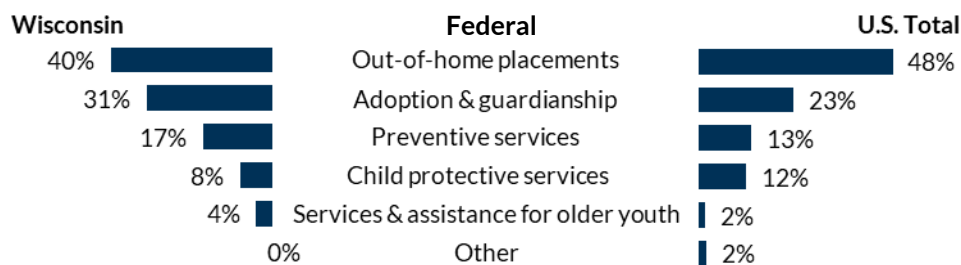 Wisconsin Federal U.S. Total
40% Out-of-home placements 48%
31% Adoption & guardianship 23%
17% Preventive services 13%
8% Child protective services 12%
4% Services & assistance for older youth 2%
0% Other 2%